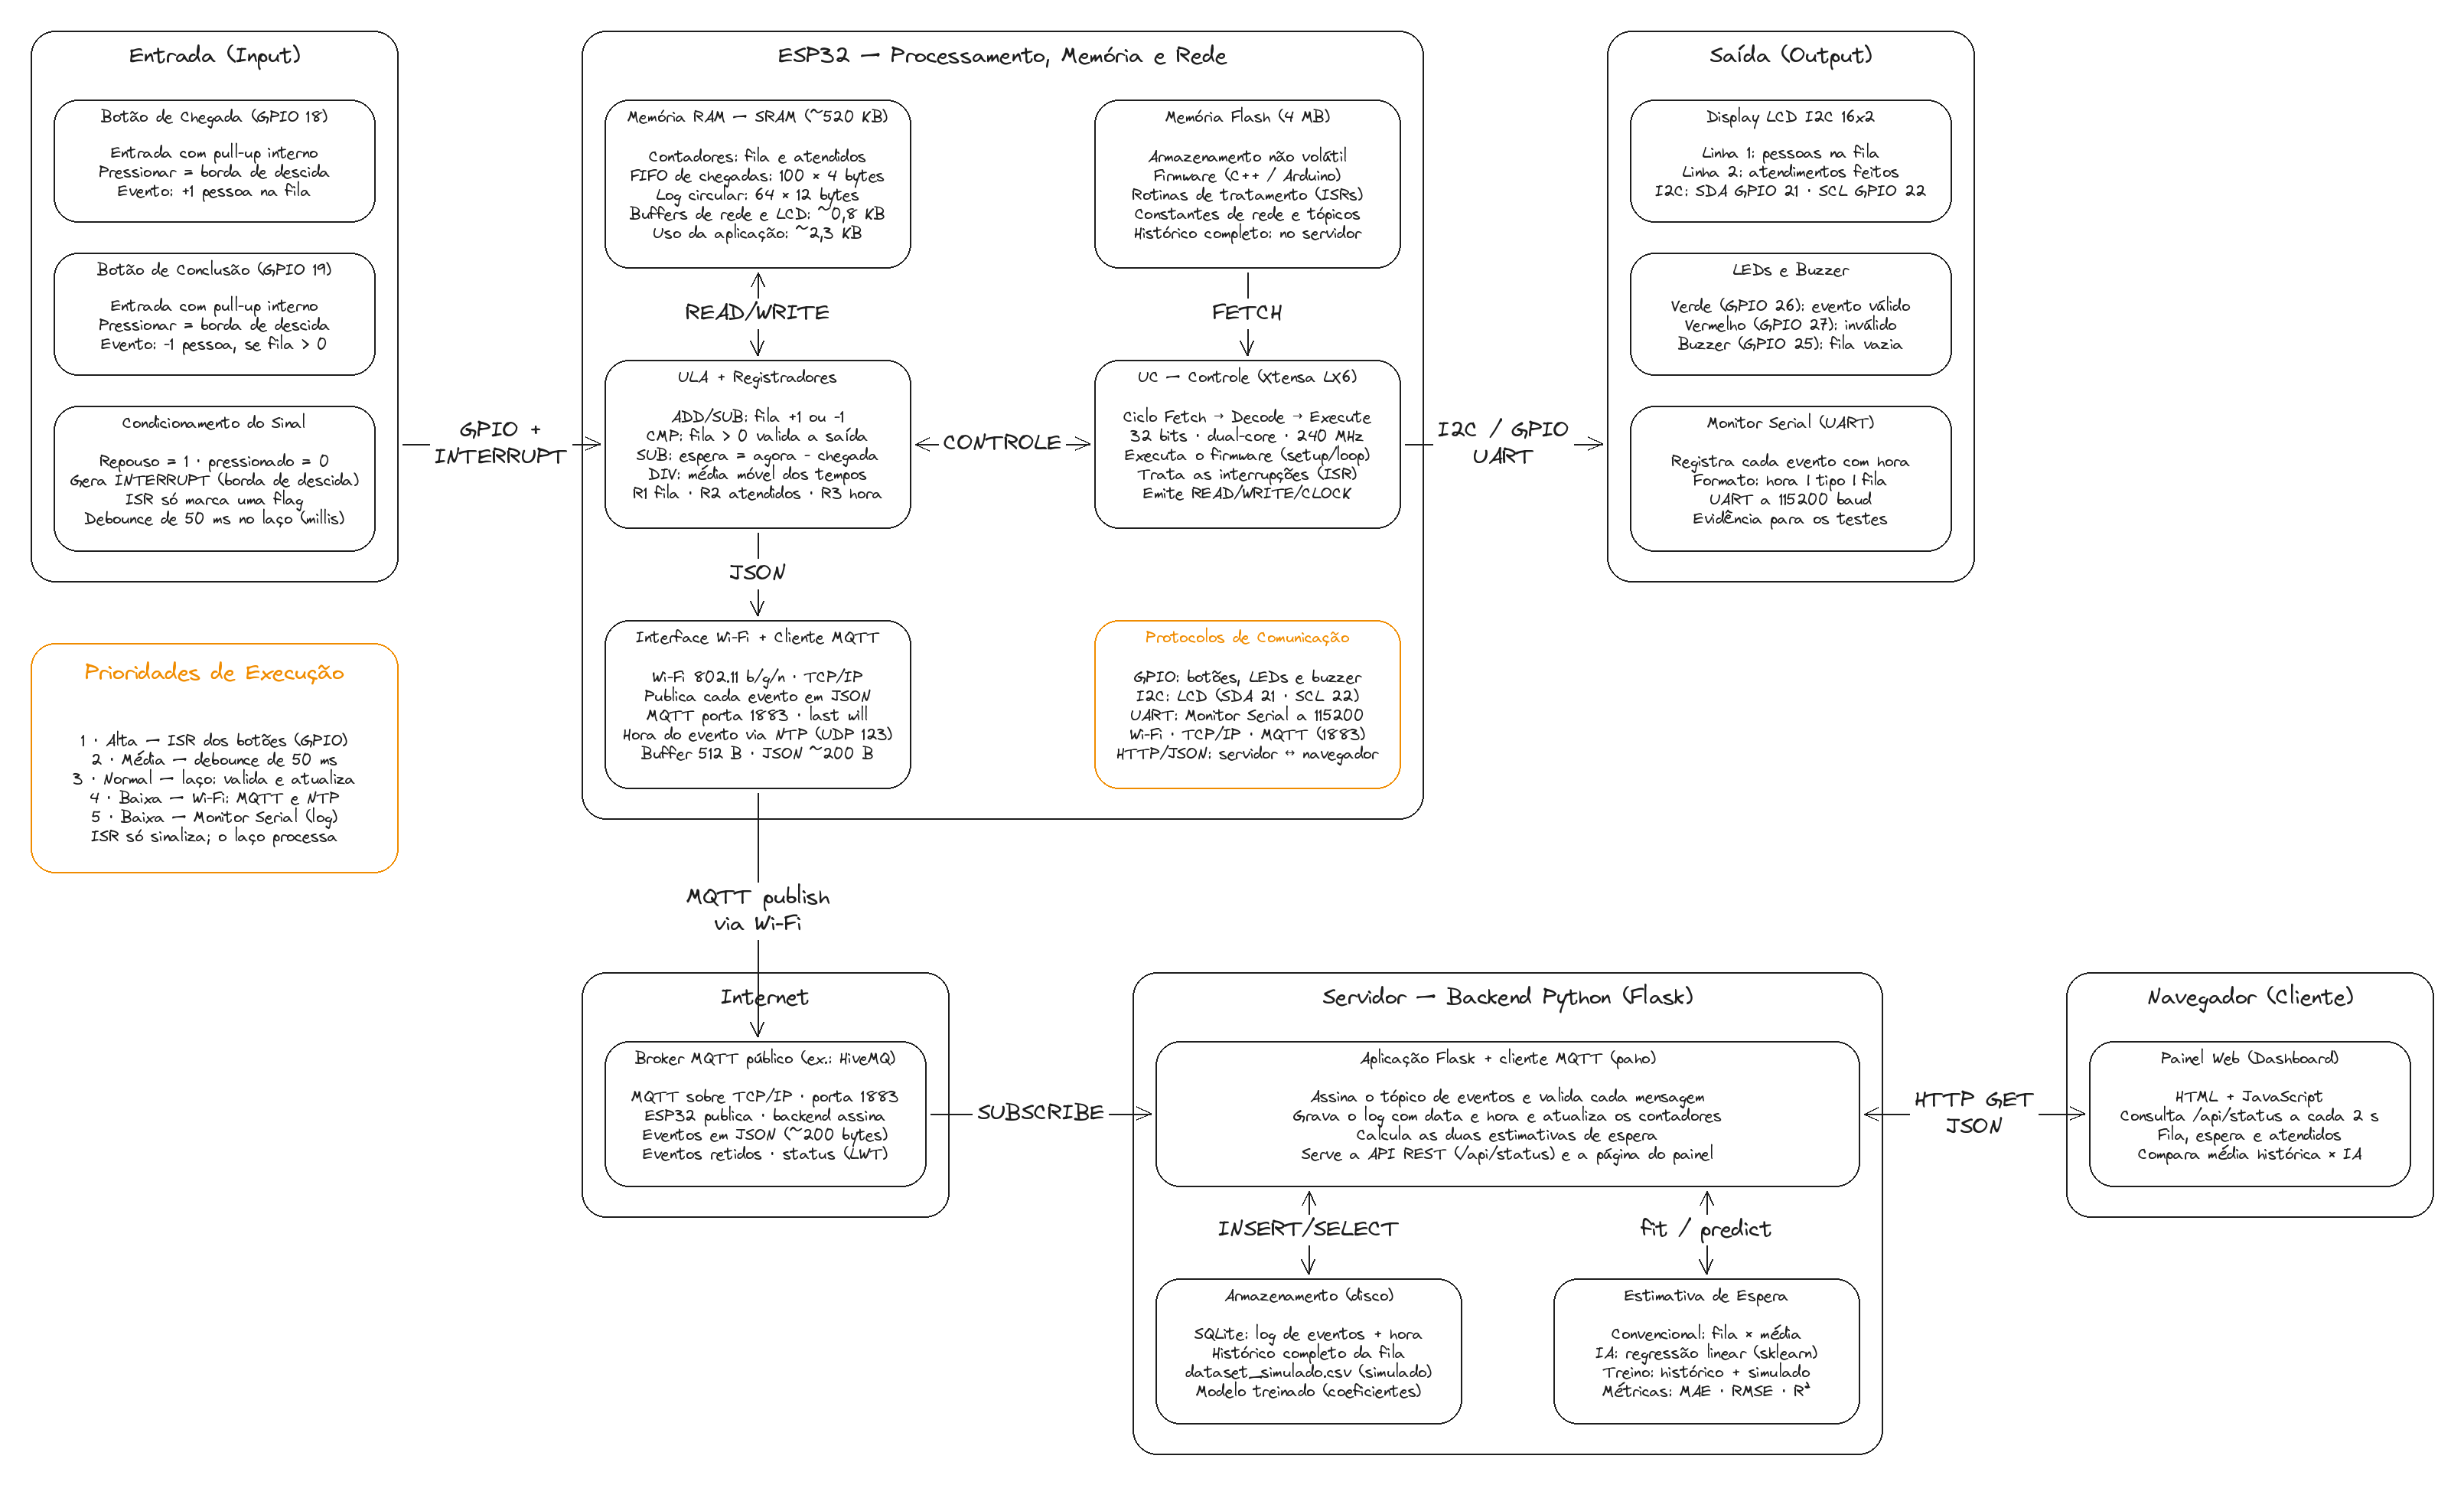 Entrada (Input)
Botão de Chegada (GPIO 18)
Entrada com pull-up interno
Pressionar = borda de descida
Evento: +1 pessoa na fila
Botão de Conclusão (GPIO 19)
Entrada com pull-up interno
Pressionar = borda de descida
Evento: -1 pessoa, se fila > 0
Condicionamento do Sinal
Repouso = 1 · pressionado = 0
Gera INTERRUPT (borda de descida)
ISR só marca uma flag
Debounce de 50 ms no laço (millis)
GPIO +
INTERRUPT
Prioridades de Execução
1 · Alta — ISR dos botões (GPIO)
2 · Média — debounce de 50 ms
3 · Normal — laço: valida e atualiza
4 · Baixa — Wi-Fi: MQTT e NTP
5 · Baixa — Monitor Serial (log)
ISR só sinaliza; o laço processa
ESP32 — Processamento, Memória e Rede
Memória RAM — SRAM (~520 KB)
Contadores: fila e atendidos
FIFO de chegadas: 100 × 4 bytes
Log circular: 64 × 12 bytes
Buffers de rede e LCD: ~0,8 KB
Uso da aplicação: ~2,3 KB
Memória Flash (4 MB)
Armazenamento não volátil
Firmware (C++ / Arduino)
Rotinas de tratamento (ISRs)
Constantes de rede e tópicos
Histórico completo: no servidor
READ/WRITE
FETCH
ULA + Registradores
ADD/SUB: fila +1 ou -1
CMP: fila > 0 valida a saída
SUB: espera = agora - chegada
DIV: média móvel dos tempos
R1 fila · R2 atendidos · R3 hora
CONTROLE
UC — Controle (Xtensa LX6)
Ciclo Fetch → Decode → Execute
32 bits · dual-core · 240 MHz
Executa o firmware (setup/loop)
Trata as interrupções (ISR)
Emite READ/WRITE/CLOCK
JSON
Interface Wi-Fi + Cliente MQTT
Wi-Fi 802.11 b/g/n · TCP/IP
Publica cada evento em JSON
MQTT porta 1883 · last will
Hora do evento via NTP (UDP 123)
Buffer 512 B · JSON ~200 B
Protocolos de Comunicação
GPIO: botões, LEDs e buzzer
I2C: LCD (SDA 21 · SCL 22)
UART: Monitor Serial a 115200
Wi-Fi · TCP/IP · MQTT (1883)
HTTP/JSON: servidor ↔ navegador
I2C / GPIO
UART
Saída (Output)
Display LCD I2C 16x2
Linha 1: pessoas na fila
Linha 2: atendimentos feitos
I2C: SDA GPIO 21 · SCL GPIO 22
LEDs e Buzzer
Verde (GPIO 26): evento válido
Vermelho (GPIO 27): inválido
Buzzer (GPIO 25): fila vazia
Monitor Serial (UART)
Registra cada evento com hora
Formato: hora | tipo | fila
UART a 115200 baud
Evidência para os testes
MQTT publish
via Wi-Fi
Internet
Broker MQTT público (ex.: HiveMQ)
MQTT sobre TCP/IP · porta 1883
ESP32 publica · backend assina
Eventos em JSON (~200 bytes)
Eventos retidos · status (LWT)
SUBSCRIBE
Servidor — Backend Python (Flask)
Aplicação Flask + cliente MQTT (paho)
Assina o tópico de eventos e valida cada mensagem
Grava o log com data e hora e atualiza os contadores
Calcula as duas estimativas de espera
Serve a API REST (/api/status) e a página do painel
INSERT/SELECT
fit / predict
Armazenamento (disco)
SQLite: log de eventos + hora
Histórico completo da fila
dataset_simulado.csv (simulado)
Modelo treinado (coeficientes)
Estimativa de Espera
Convencional: fila × média
IA: regressão linear (sklearn)
Treino: histórico + simulado
Métricas: MAE · RMSE · R²
HTTP GET
JSON
Navegador (Cliente)
Painel Web (Dashboard)
HTML + JavaScript
Consulta /api/status a cada 2 s
Fila, espera e atendidos
Compara média histórica × IA